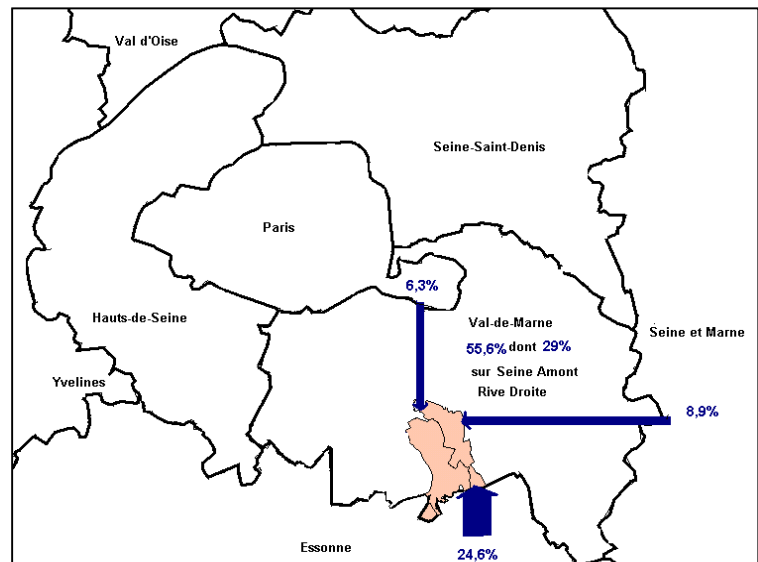 Val d'Oise
Seine-Saint-Denis
Paris
6,3%
Hauts-de-Seine
Val-de-Marne
55,6% dont 29%
sur Seine Amont
Rive Droite
Seine et Marne
Yvelines
8,9%
Essonne
24,6%